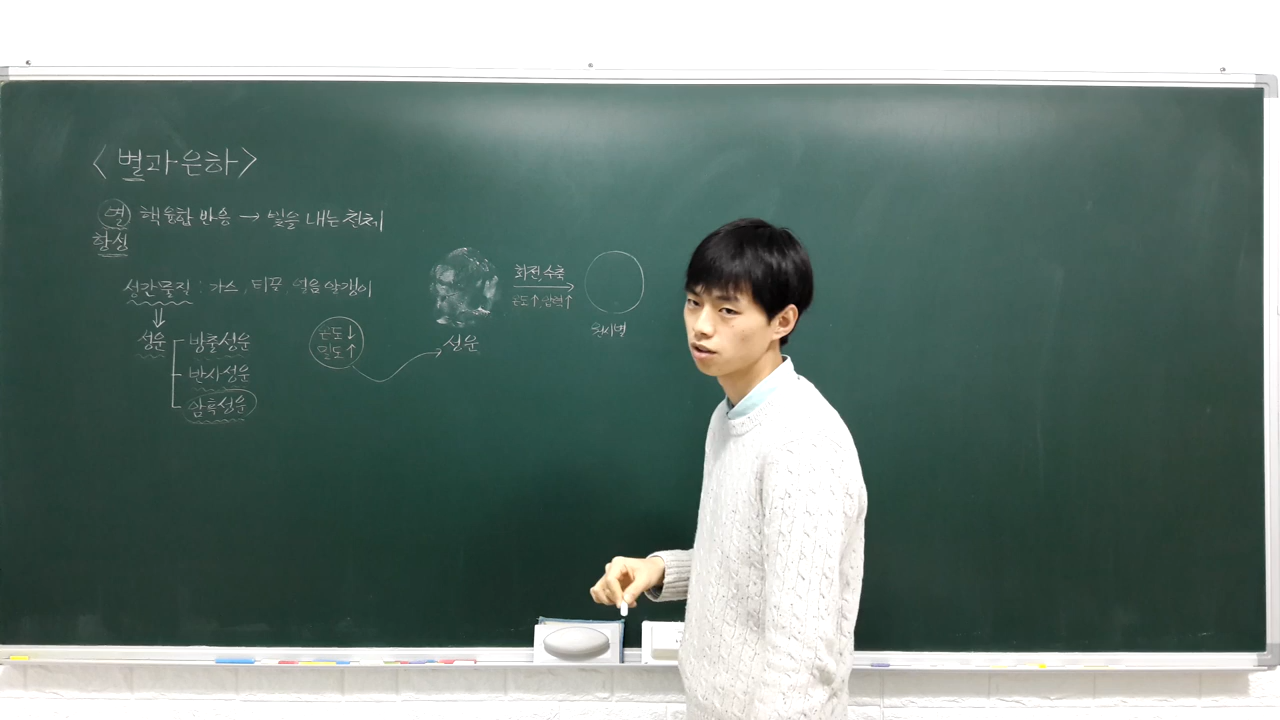 <별과 은하>
별 핵융합 반응 → 빛을 내는 천체
항성
성간물질 : 가스, 티끌, 얼음 알갱이
⇓
성운 방출성운
반사성운
암흑성운
온도↓
밀도↑
성운
회전, 수축
온도↑, 압력↑
원시별